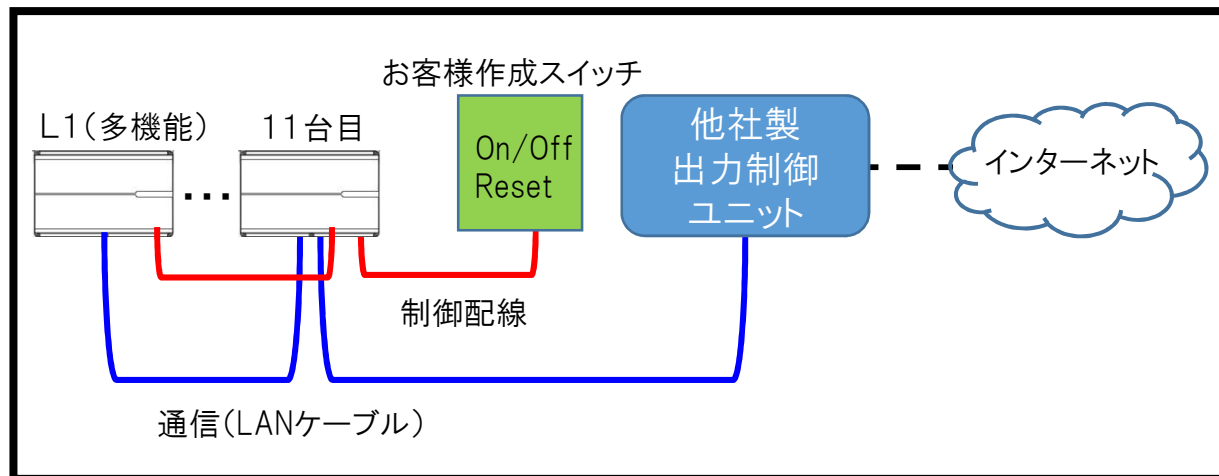 お客様作成スイッチ
L1(多機能)
11台目
On/Off
Reset
他社製
出力制御
ユニット
インターネット
制御配線
通信(LANケーブル)